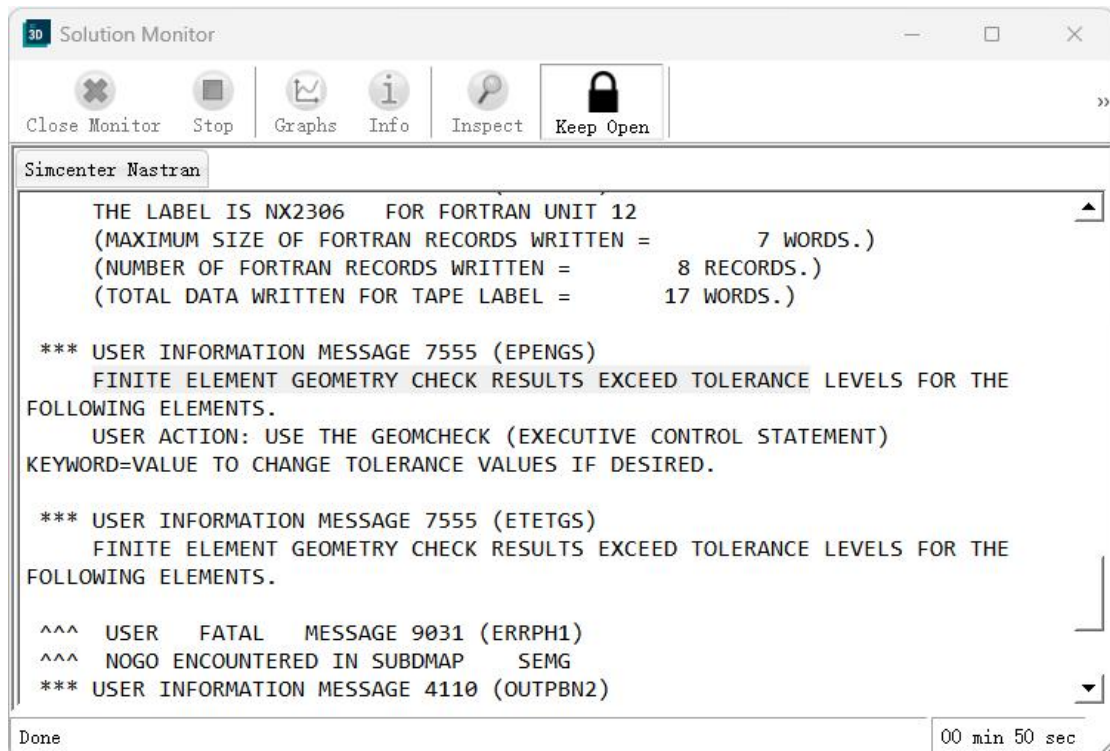 3D Solution Monitor
Close Monitor Stop Graphs Info Inspect Keep Open
Simcenter Nastran
THE LABEL IS NX2306 FOR FORTRAN UNIT 12
(MAXIMUM SIZE OF FORTRAN RECORDS WRITTEN = 7 WORDS.)
(NUMBER OF FORTRAN RECORDS WRITTEN = 8 RECORDS.)
(TOTAL DATA WRITTEN FOR TAPE LABEL = 17 WORDS.)
*** USER INFORMATION MESSAGE 7555 (EPENGS)
FINITE ELEMENT GEOMETRY CHECK RESULTS EXCEED TOLERANCE LEVELS FOR THE
FOLLOWING ELEMENTS.
USER ACTION: USE THE GEOMCHECK (EXECUTIVE CONTROL STATEMENT)
KEYWORD=VALUE TO CHANGE TOLERANCE VALUES IF DESIRED.
*** USER INFORMATION MESSAGE 7555 (ETETGS)
FINITE ELEMENT GEOMETRY CHECK RESULTS EXCEED TOLERANCE LEVELS FOR THE
FOLLOWING ELEMENTS.
^^^ USER FATAL MESSAGE 9031 (ERRPH1)
^^^ NOGO ENCOUNTERED IN SUBDMAP SEMG
*** USER INFORMATION MESSAGE 4110 (OUTPBN2)
Done 00 min 50 sec